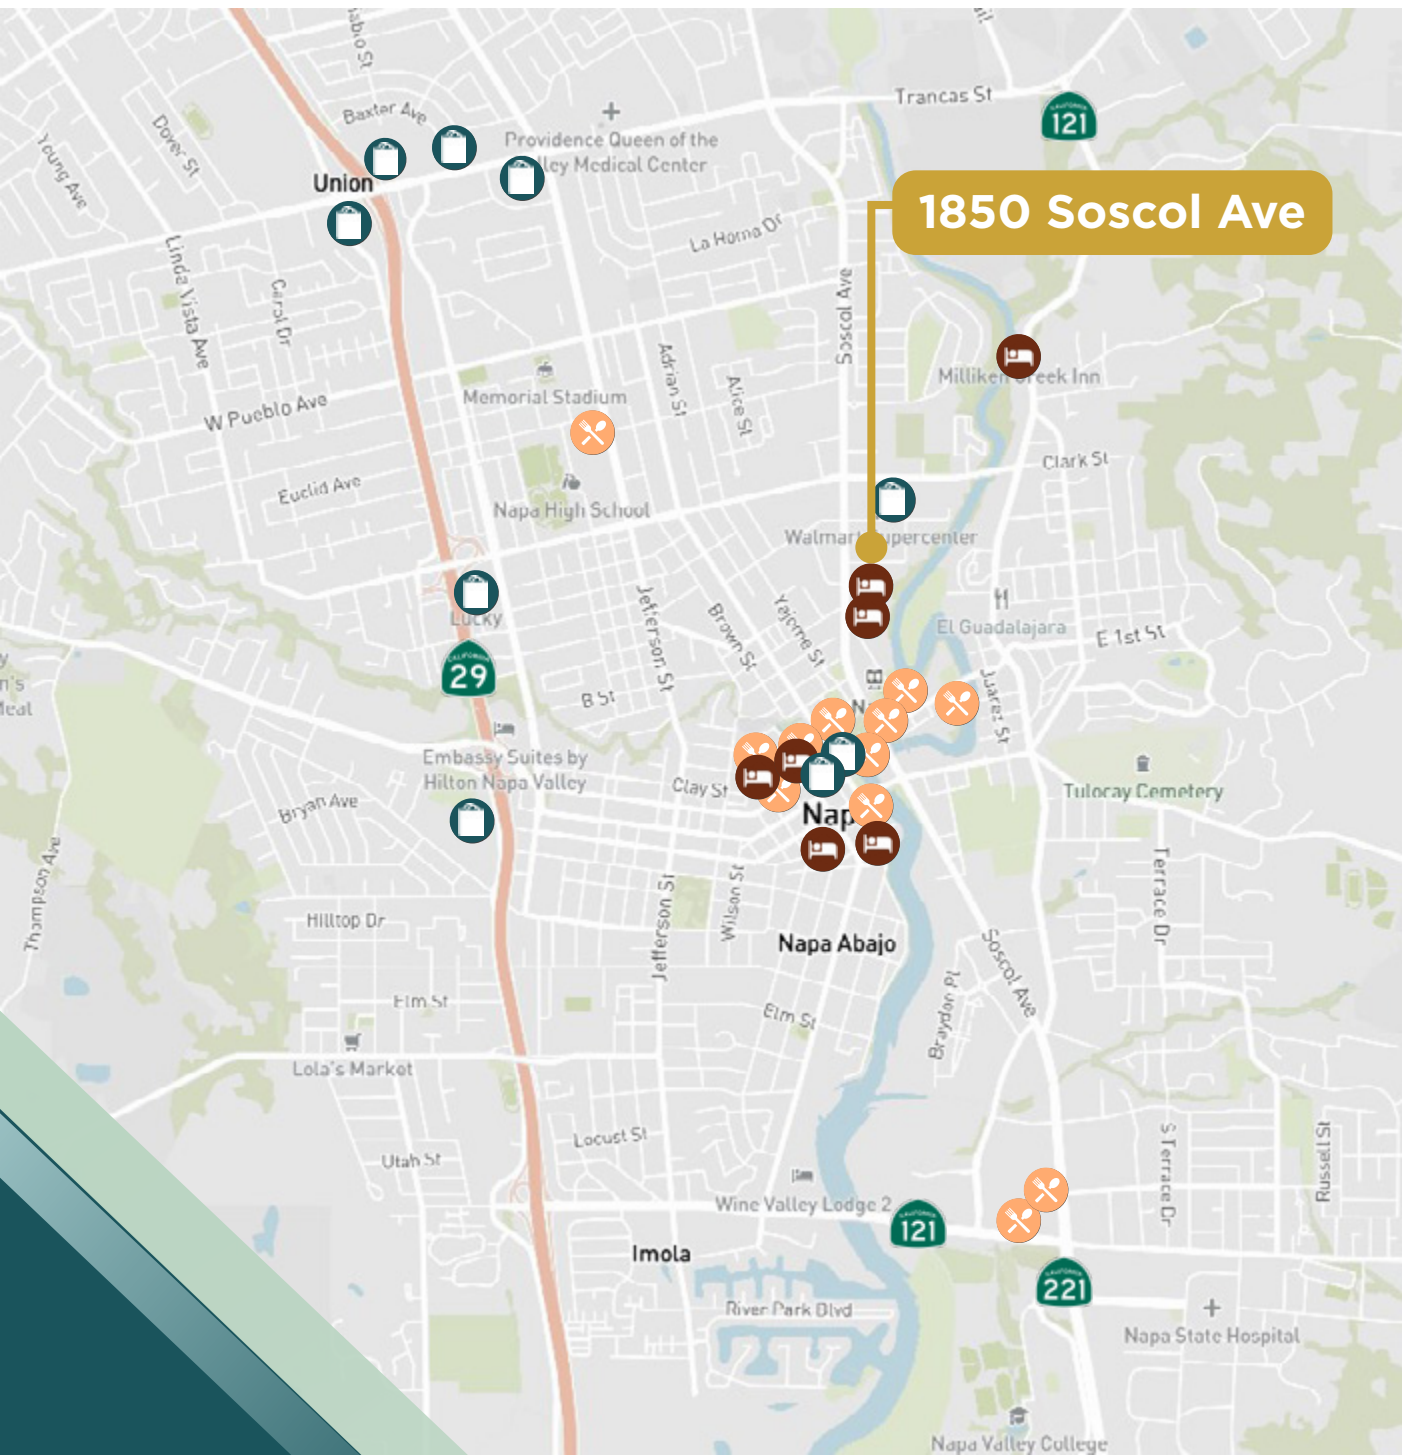 Baxter Ave
Dover St
Young Ave
Trancas St
CALIFORNIA
121
Providence Queen of the
Medical Center
Union
1850 Soscol Ave
La Homa Dr
Linda Vista Ave
Carol Dr
Soscol Ave
Adrian St
Alice St
Milliken Creek Inn
Memorial Stadium
W Pueblo Ave
Clark St
Euclid Ave
Napa High School
Walmart Supercenter
Jefferson St
Brown St
Yajome St
Lucky
El Guadalajara
E 1st St
CALIFORNIA
29
B St
Juarez St
Embassy Suites by
Hilton Napa Valley
Clay St
Tulocay Cemetery
Bryan Ave
Nap
Thompson Ave
Terrace Dr
Jefferson St
Wilson St
Hilltop Dr
Napa Abajo
Soscol Ave
Elm St
Elm St
Braydon Pl
Lola's Market
Locust St
Utah St
S Terrace Dr
Russell St
Wine Valley Lodge 2
CALIFORNIA
121
Imola
CALIFORNIA
221
River Park Blvd
Napa State Hospital
Napa Valley College